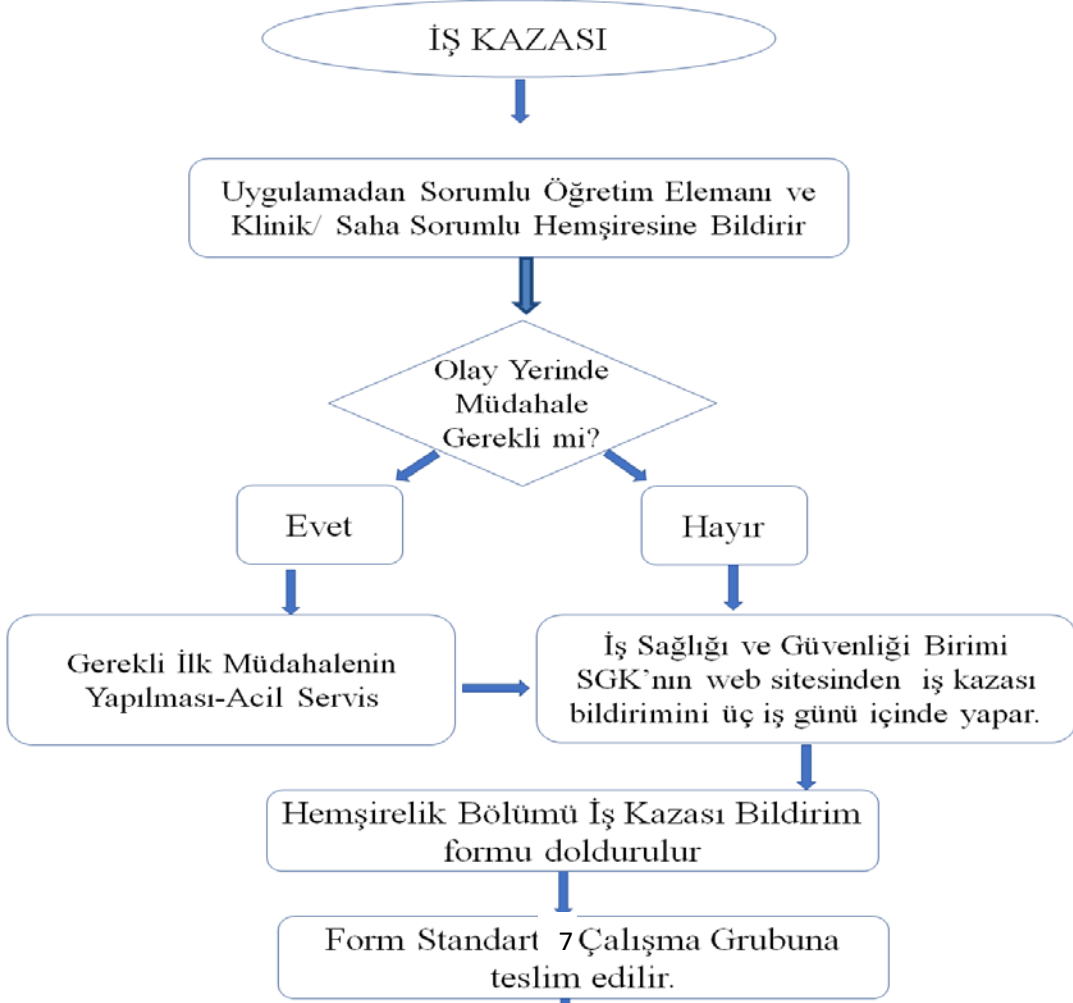 İŞ KAZASI
Uygulamadan Sorumlu Öğretim Elemanı ve
Klinik/ Saha Sorumlu Hemşiresine Bildirir
Olay Yerinde
Müdahale
Gerekli mi?
Evet
Hayır
Gerekli İlk Müdahalenin
Yapılması-Acil Servis
İş Sağlığı ve Güvenliği Birimi
SGK’nın web sitesinden iş kazası
bildirimini üç iş günü içinde yapar.
Hemşirelik Bölümü İş Kazası Bildirim
formu doldurulur
Form Standart 7 Çalışma Grubuna
teslim edilir.